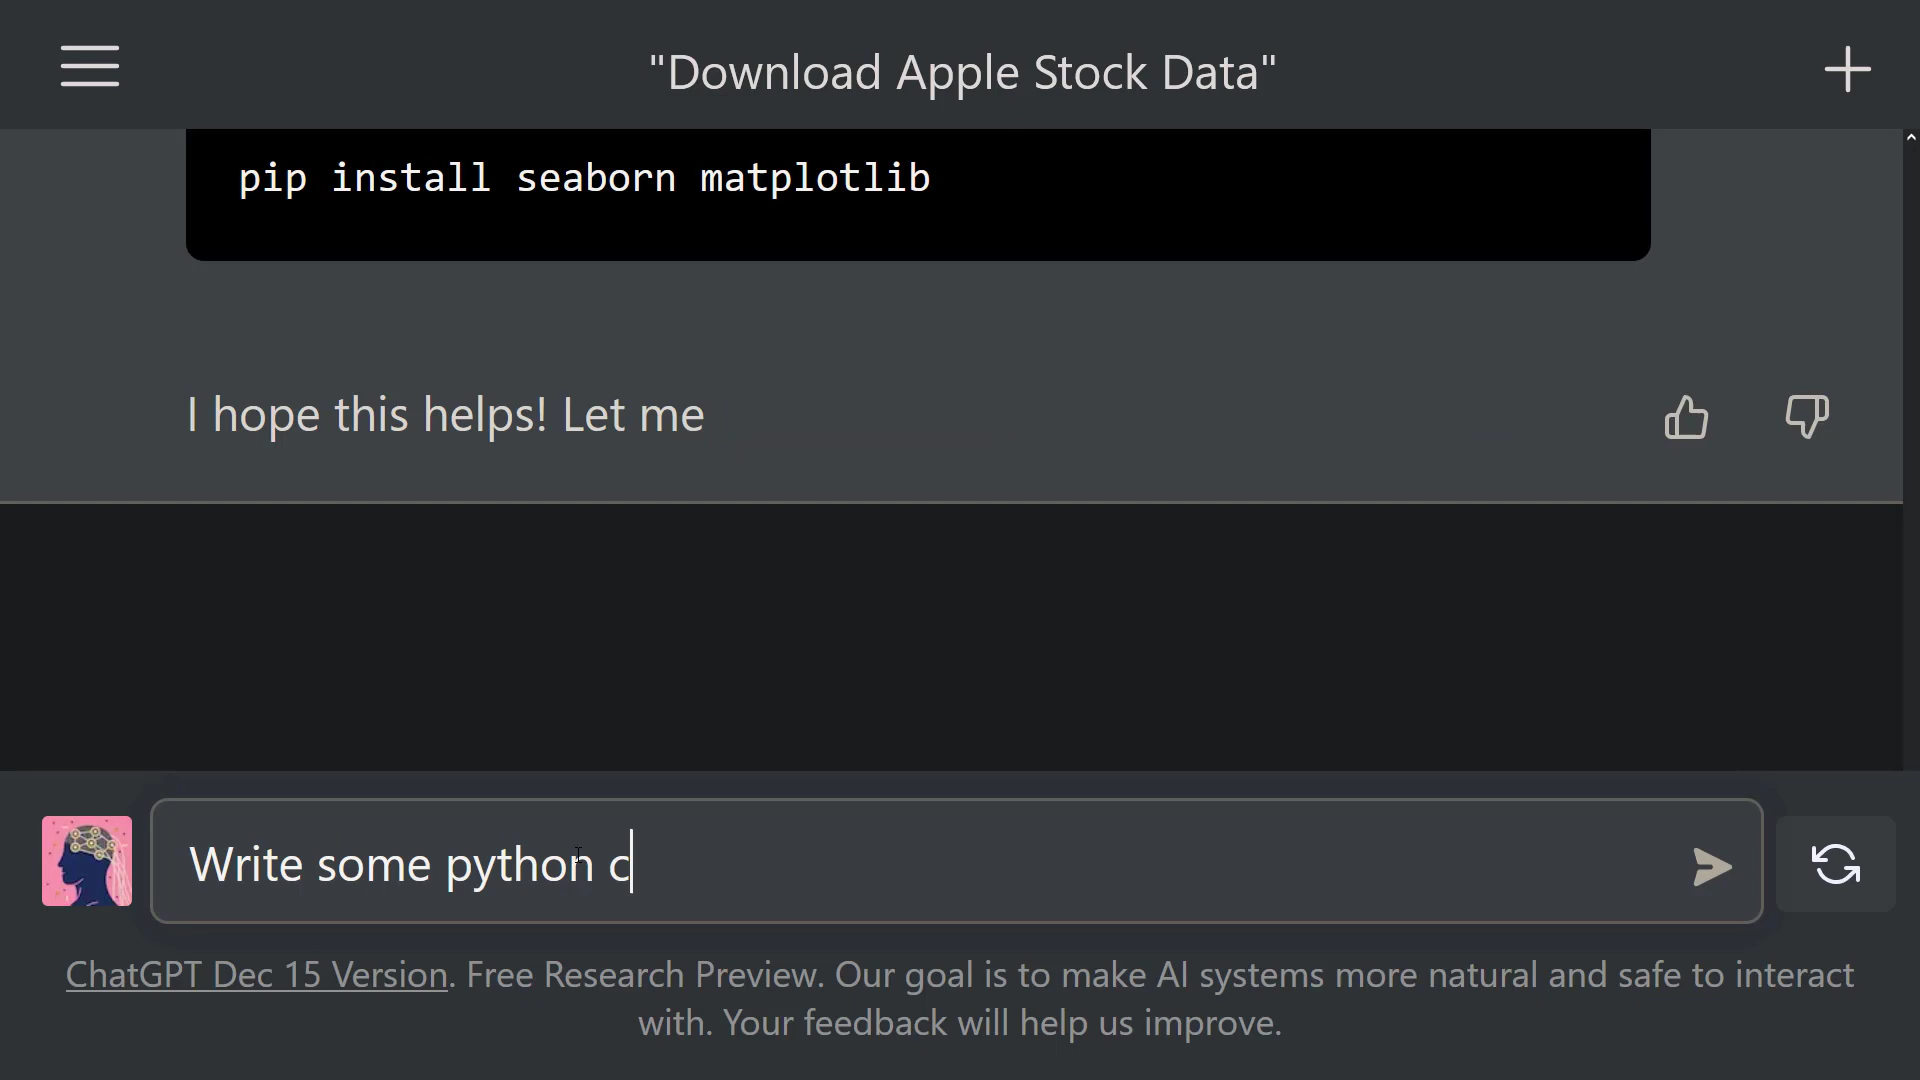 "Download Apple Stock Data"
pip install seaborn matplotlib
I hope this helps! Let me
Write some python c
ChatGPT Dec 15 Version. Free Research Preview. Our goal is to make AI systems more natural and safe to interact
with. Your feedback will help us improve.